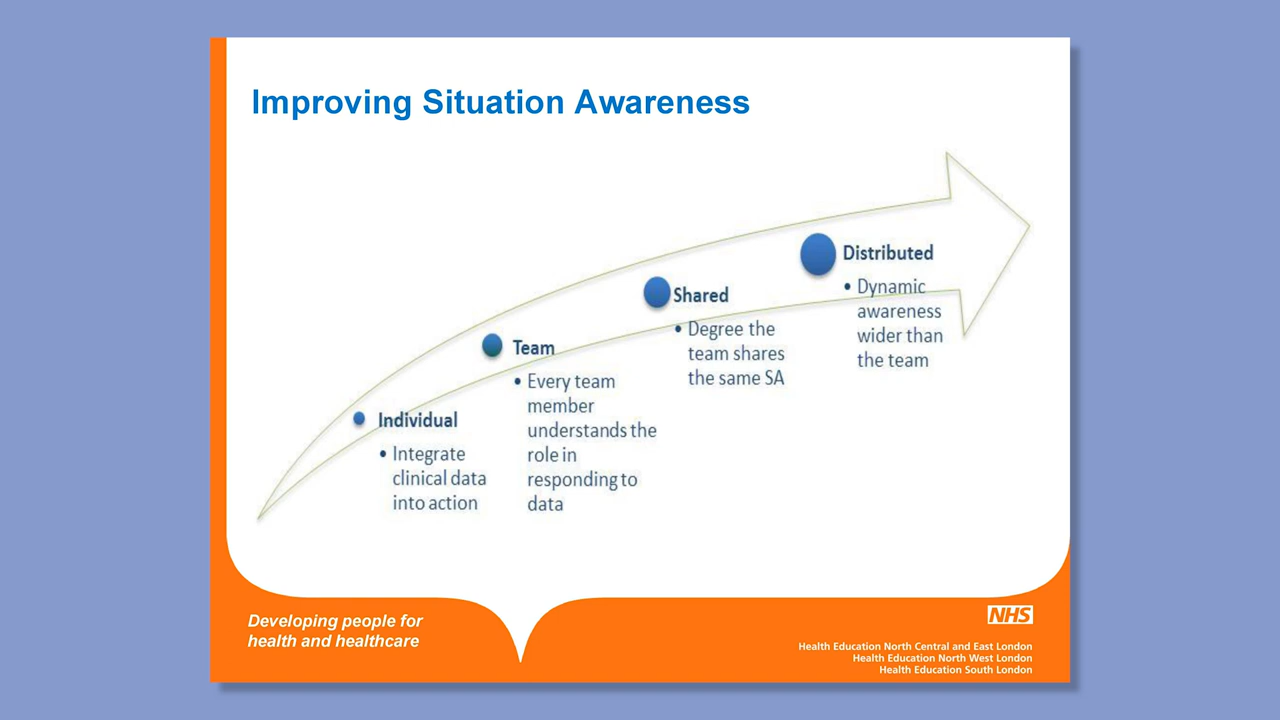 Improving Situation Awareness
Individual
• Integrate
clinical data
into action
Team
• Every team
member
understands the
role in
responding to
data
Shared
• Degree the
team shares
the same SA
Distributed
• Dynamic
awareness
wider than
the team
Developing people for
health and healthcare
NHS
Health Education North Central and East London
Health Education North West London
Health Education South London